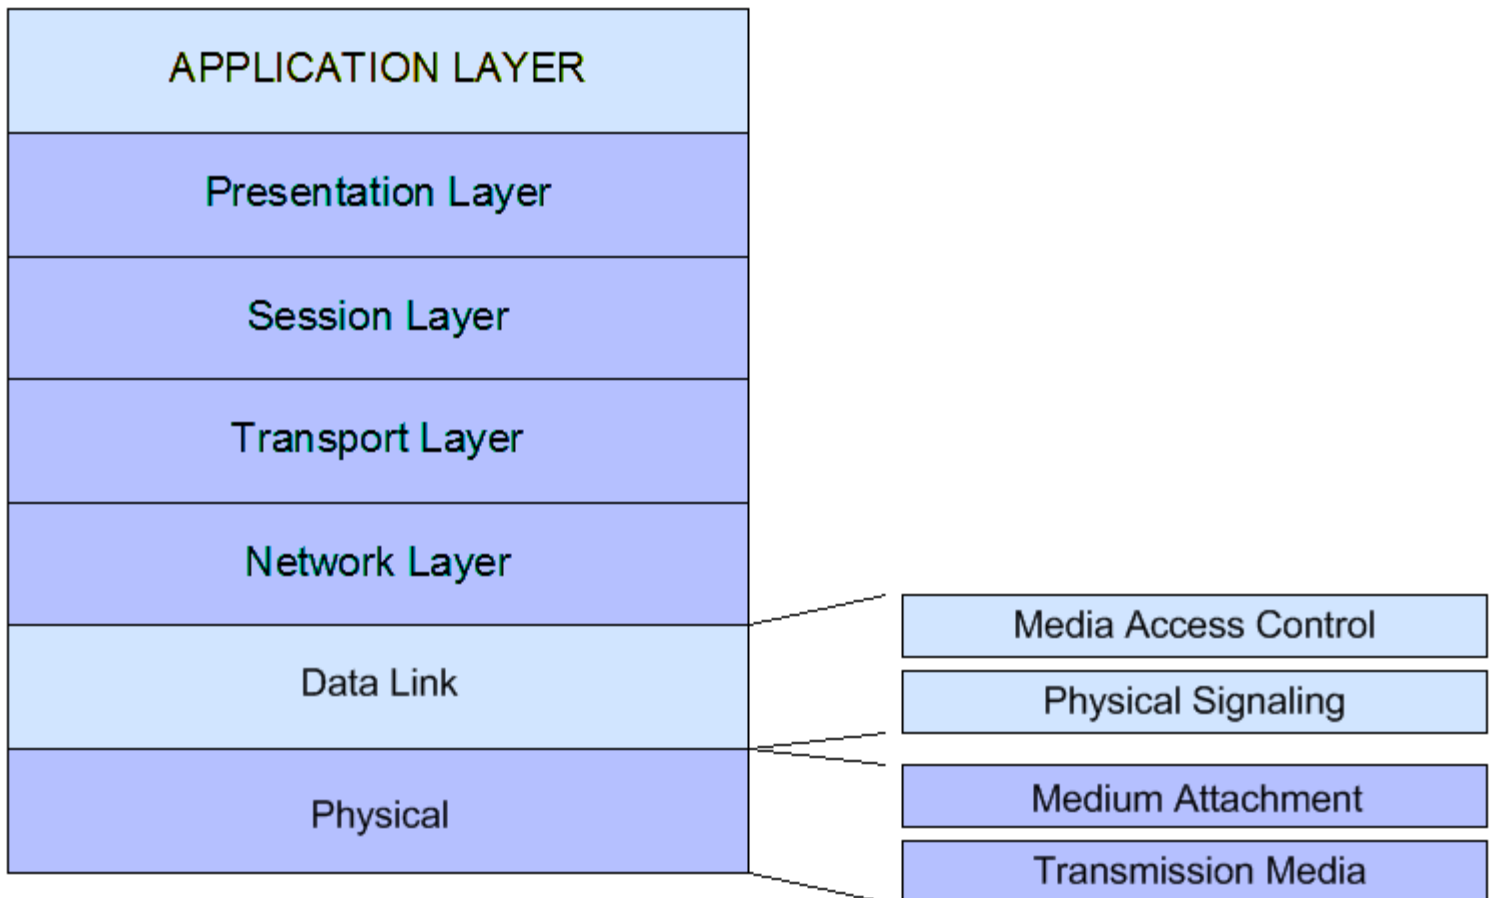 APPLICATION LAYER
Presentation Layer
Session Layer
Transport Layer
Network Layer
Data Link
Physical
Media Access Control
Physical Signaling
Medium Attachment
Transmission Media